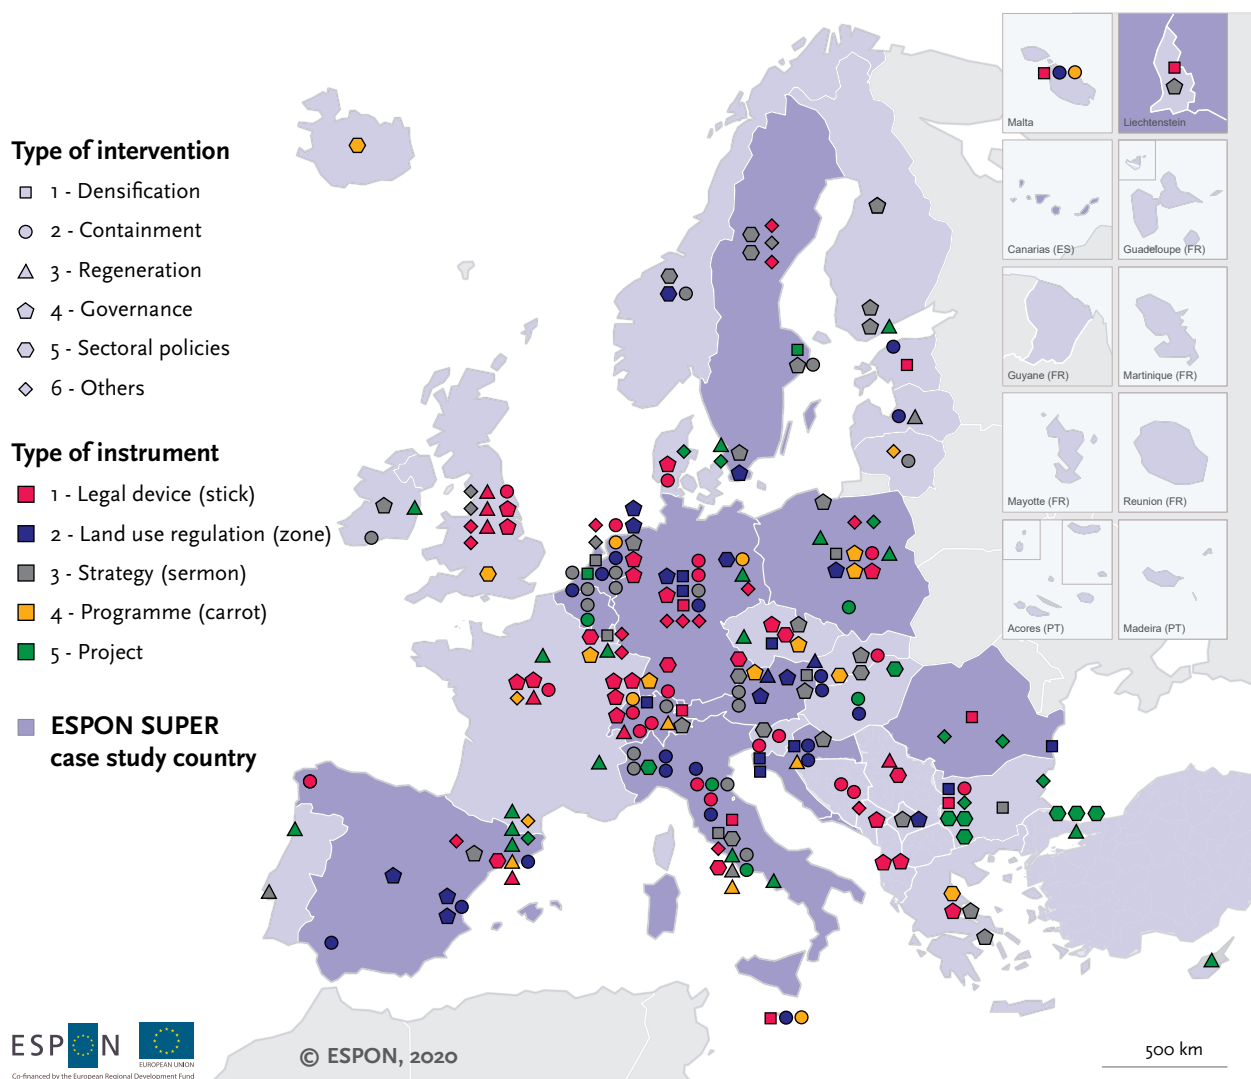 Type of intervention
1 - Densification
2 - Containment
3 - Regeneration
4 - Governance
5 - Sectoral policies
6 - Others
Type of instrument
1 - Legal device (stick)
2 - Land use regulation (zone)
3 - Strategy (sermon)
4 - Programme (carrot)
5 - Project
ESPON SUPER
case study country
Malta
Liechtenstein
Canarias (ES)
Guadeloupe (FR)
Guyane (FR)
Martinique (FR)
Mayotte (FR)
Reunion (FR)
Acores (PT)
Madeira (PT)
ESPON
EUROPEAN UNION
Co-financed by the European Regional Development Fund
© ESPON, 2020
500 km